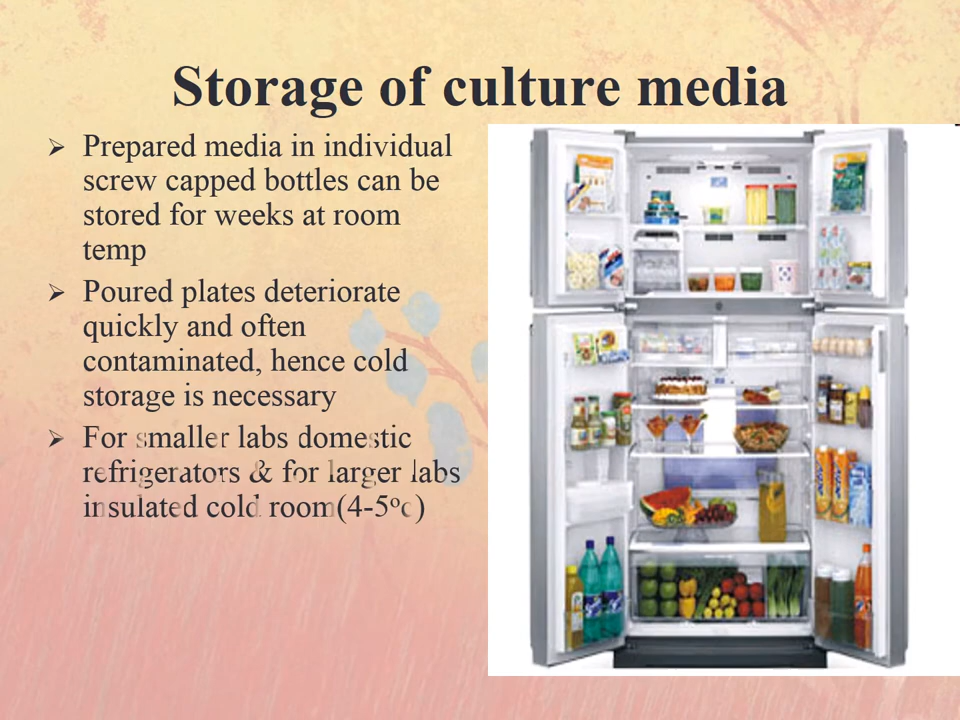 Storage of culture media
➢ Prepared media in individual
screw capped bottles can be
stored for weeks at room
temp
➢ Poured plates deteriorate
quickly and often
contaminated, hence cold
storage is necessary
➢ For smaller labs domestic
refrigerators & for larger labs
insulated cold room(4-5ºc)